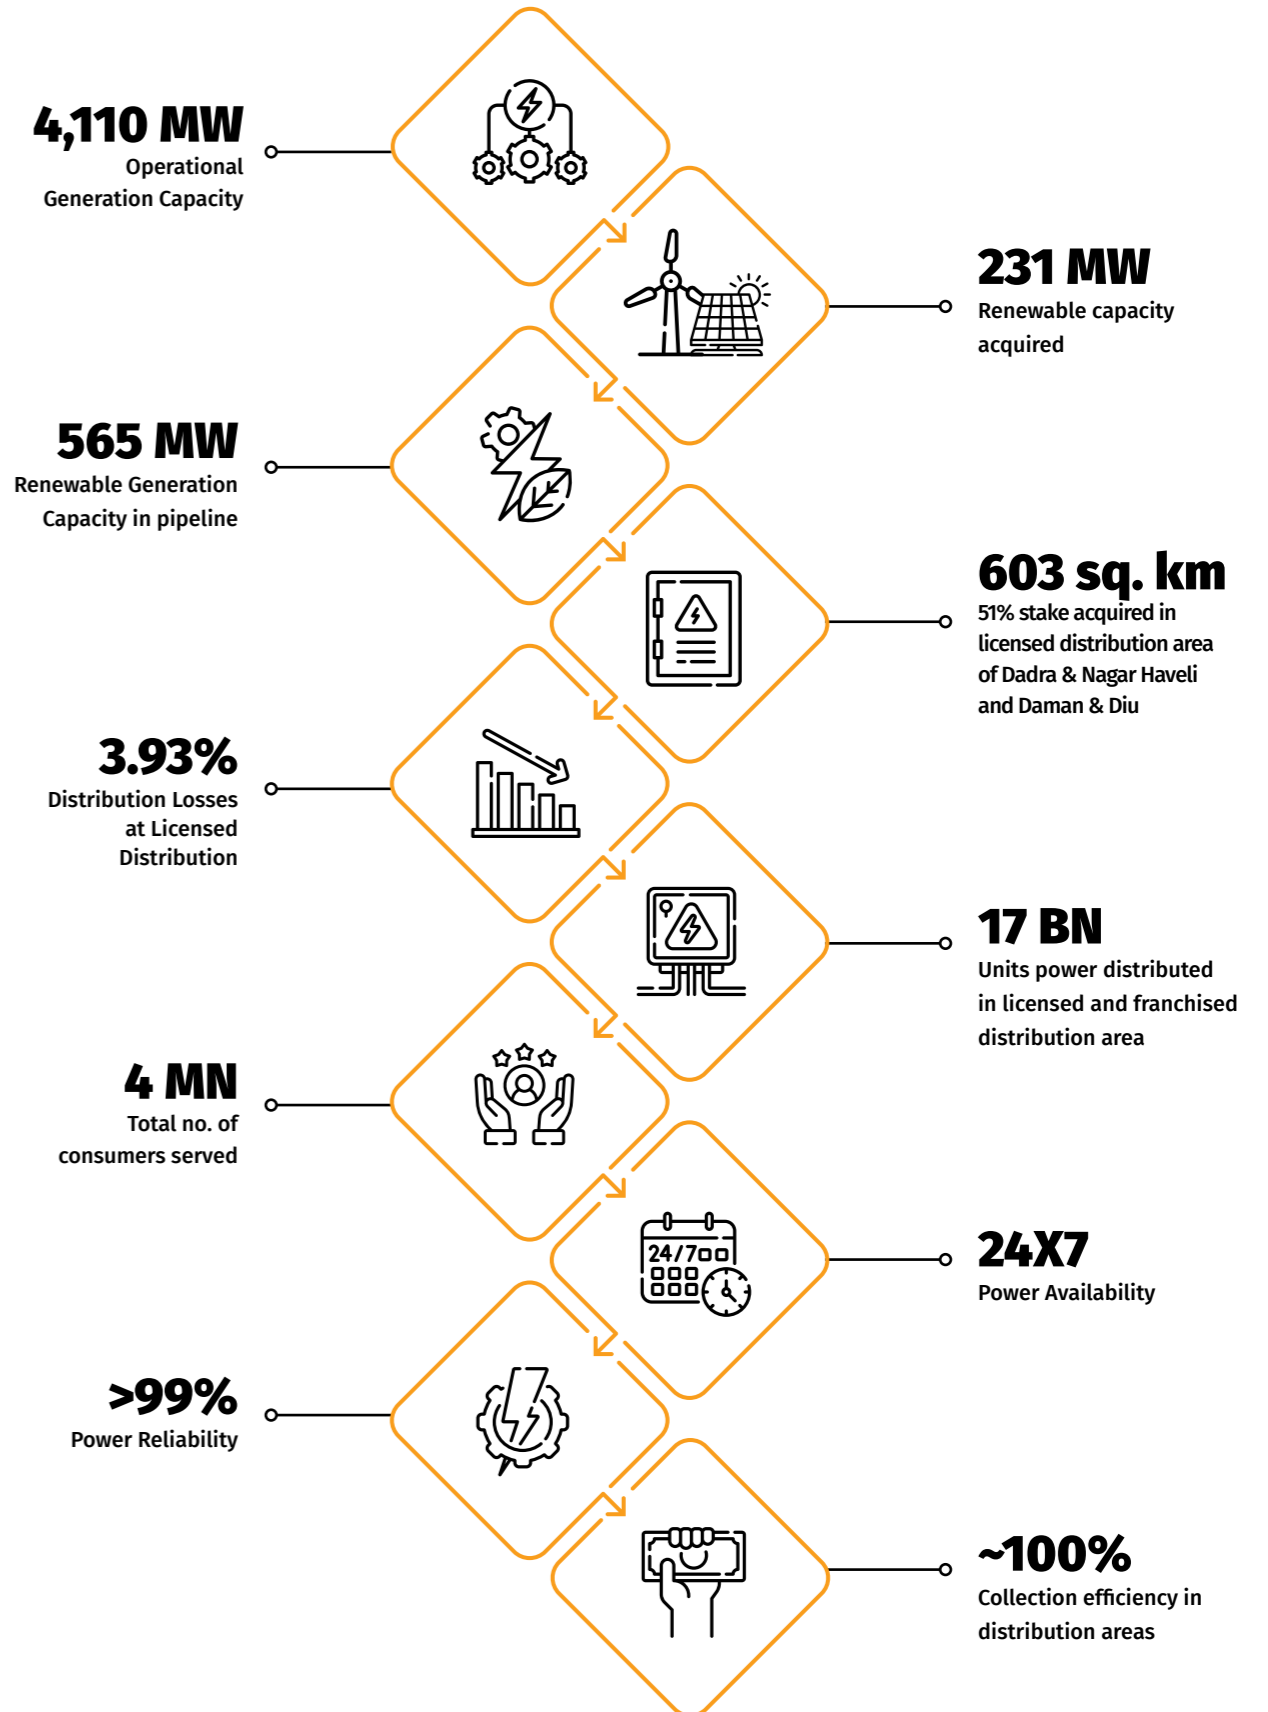 4,110 MW
Operational
Generation Capacity
231 MW
Renewable capacity
acquired
565 MW
Renewable Generation
Capacity in pipeline
603 sq. km
51% stake acquired in
licensed distribution area
of Dadra & Nagar Haveli
and Daman & Diu
3.93%
Distribution Losses
at Licensed
Distribution
17 BN
Units power distributed
in licensed and franchised
distribution area
4 MN
Total no. of
consumers served
24/7
24X7
Power Availability
>99%
Power Reliability
~100%
Collection efficiency in
distribution areas